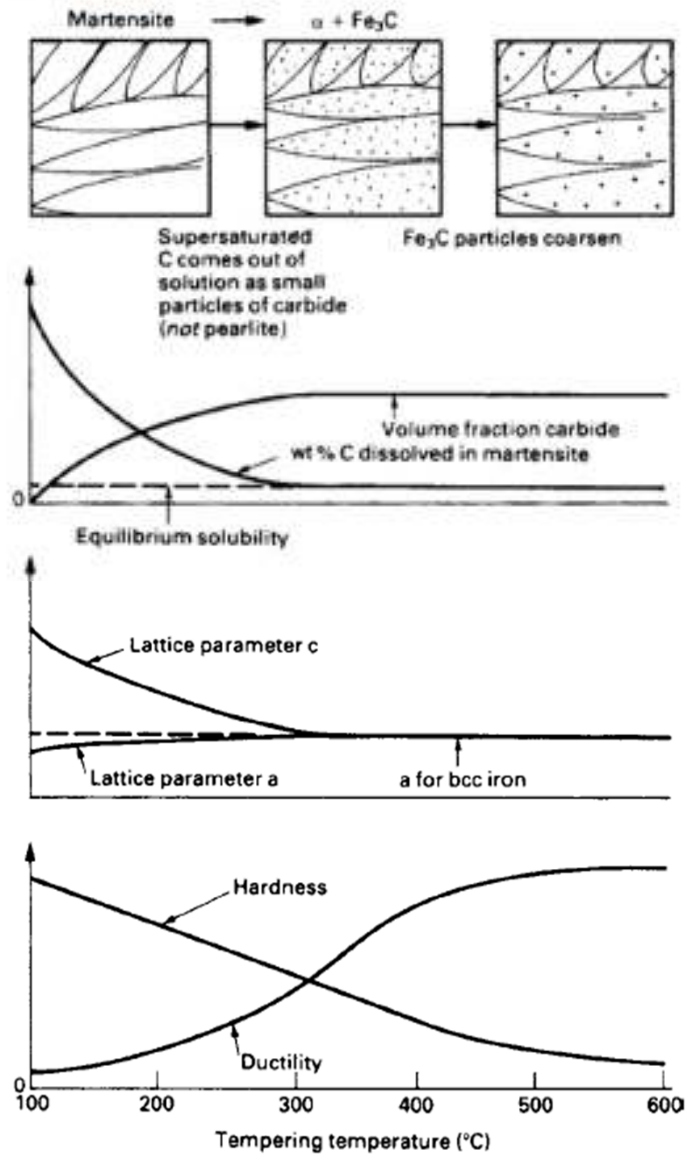 Martensite → α + Fe₃C
Supersaturated
C comes out of
solution as small
particles of carbide
(not pearlite)
Fe₃C particles coarsen
Volume fraction carbide
wt % C dissolved in martensite
0
Equilibrium solubility
Lattice parameter c
Lattice parameter a
a for bcc iron
Hardness
Ductility
0
100 200 300 400 500 600
Tempering temperature (°C)